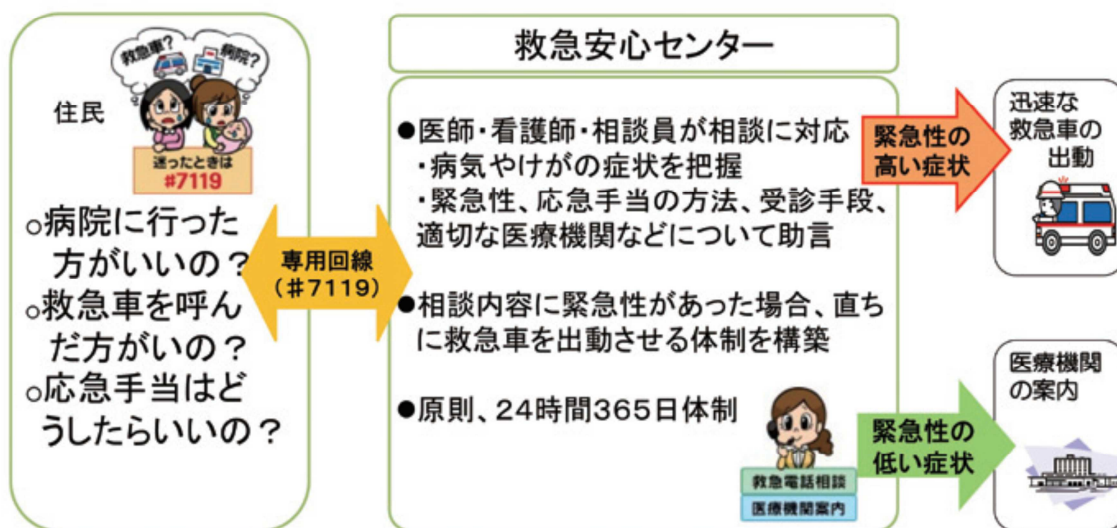 救急車?
病院?
住民
迷ったときは
#7119
○病院に行った
方がいいの？
○救急車を呼ん
だ方がいの？
○応急手当はど
うしたらいいの？
専用回線
（＃7119）
救急安心センター
●医師・看護師・相談員が相談に対応
・病気やけがの症状を把握
・緊急性、応急手当の方法、受診手段、
適切な医療機関などについて助言
●相談内容に緊急性があった場合、直ち
に救急車を出動させる体制を構築
●原則、24時間365日体制
救急電話相談
医療機関案内
緊急性の
高い症状
迅速な
救急車の
出動
緊急性の
低い症状
医療機関
の案内